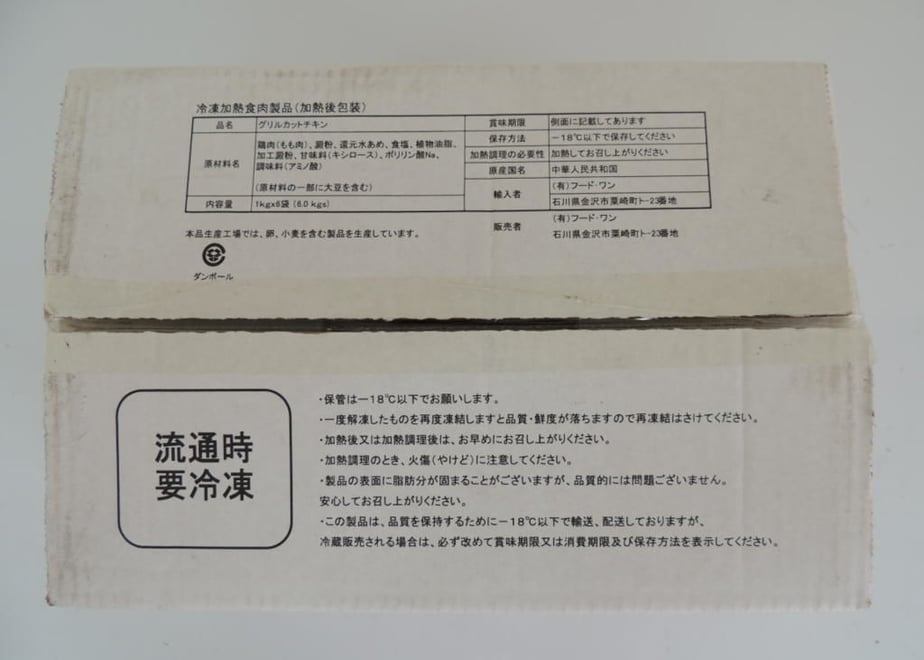 冷凍加熱食肉製品(加熱後包装)
品名 グリルカットチキン
原材料名 鶏肉(もも肉)、澱粉、還元水あめ、食塩、植物油脂、
加工澱粉、甘味料(キシロース)、ポリリン酸Na、
調味料(アミノ酸)
(原材料の一部に大豆を含む)
内容量 1kgx6袋 (6.0 kgs)
賞味期限 側面に記載してあります
保存方法 －18℃以下で保存してください
加熱調理の必要性 加熱してお召し上がりください
原産国名 中華人民共和国
輸入者 (有)フード・ワン
石川県金沢市粟崎町ト-23番地
販売者 (有)フード・ワン
石川県金沢市粟崎町ト-23番地
本品生産工場では、卵、小麦を含む製品を生産しています。
ダンボール
流通時
要冷凍
・保管は－18℃以下でお願いします。
・一度解凍したものを再度凍結しますと品質・鮮度が落ちますので再凍結はさけてください。
・加熱後又は加熱調理後は、お早めにお召し上がりください。
・加熱調理のとき、火傷(やけど)に注意してください。
・製品の表面に脂肪分が固まることがございますが、品質的には問題ございません。
安心してお召し上がりください。
・この製品は、品質を保持するために－18℃以下で輸送、配送しておりますが、
冷蔵販売される場合は、必ず改めて賞味期限又は消費期限及び保存方法を表示してください。